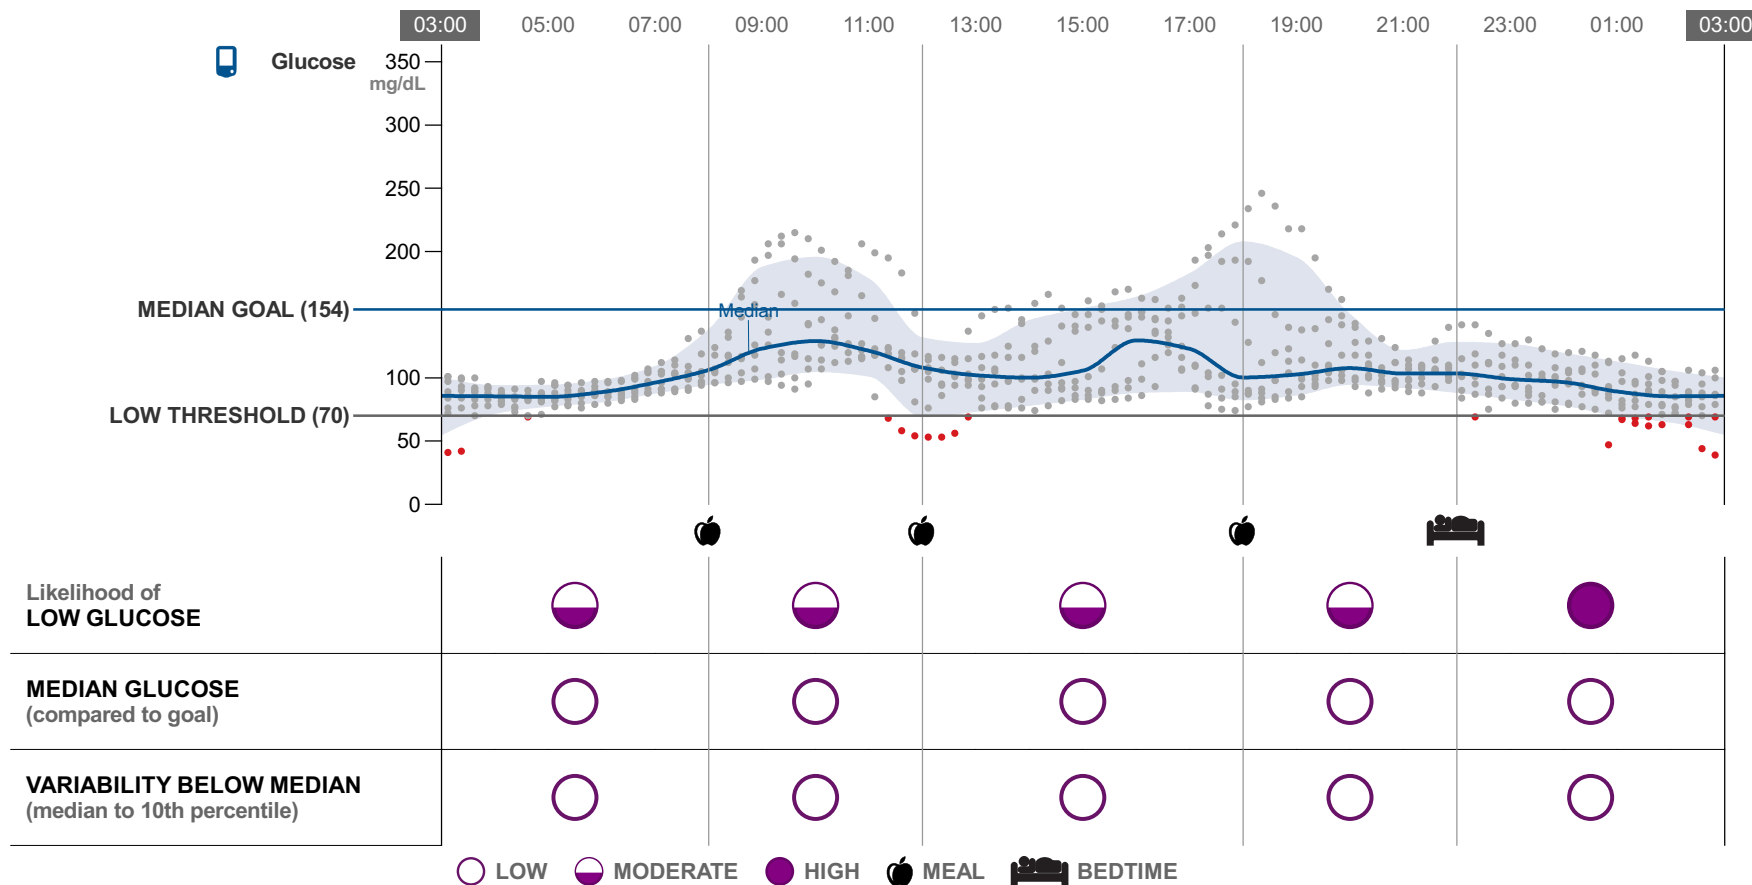 03:00 05:00 07:00 09:00 11:00 13:00 15:00 17:00 19:00 21:00 23:00 01:00 03:00
Glucose 350
mg/dL
300
250
200
MEDIAN GOAL (154)
Median
100
LOW THRESHOLD (70)
50
0
Likelihood of
LOW GLUCOSE
MEDIAN GLUCOSE
(compared to goal)
VARIABILITY BELOW MEDIAN
(median to 10th percentile)
LOW MODERATE HIGH MEAL BEDTIME